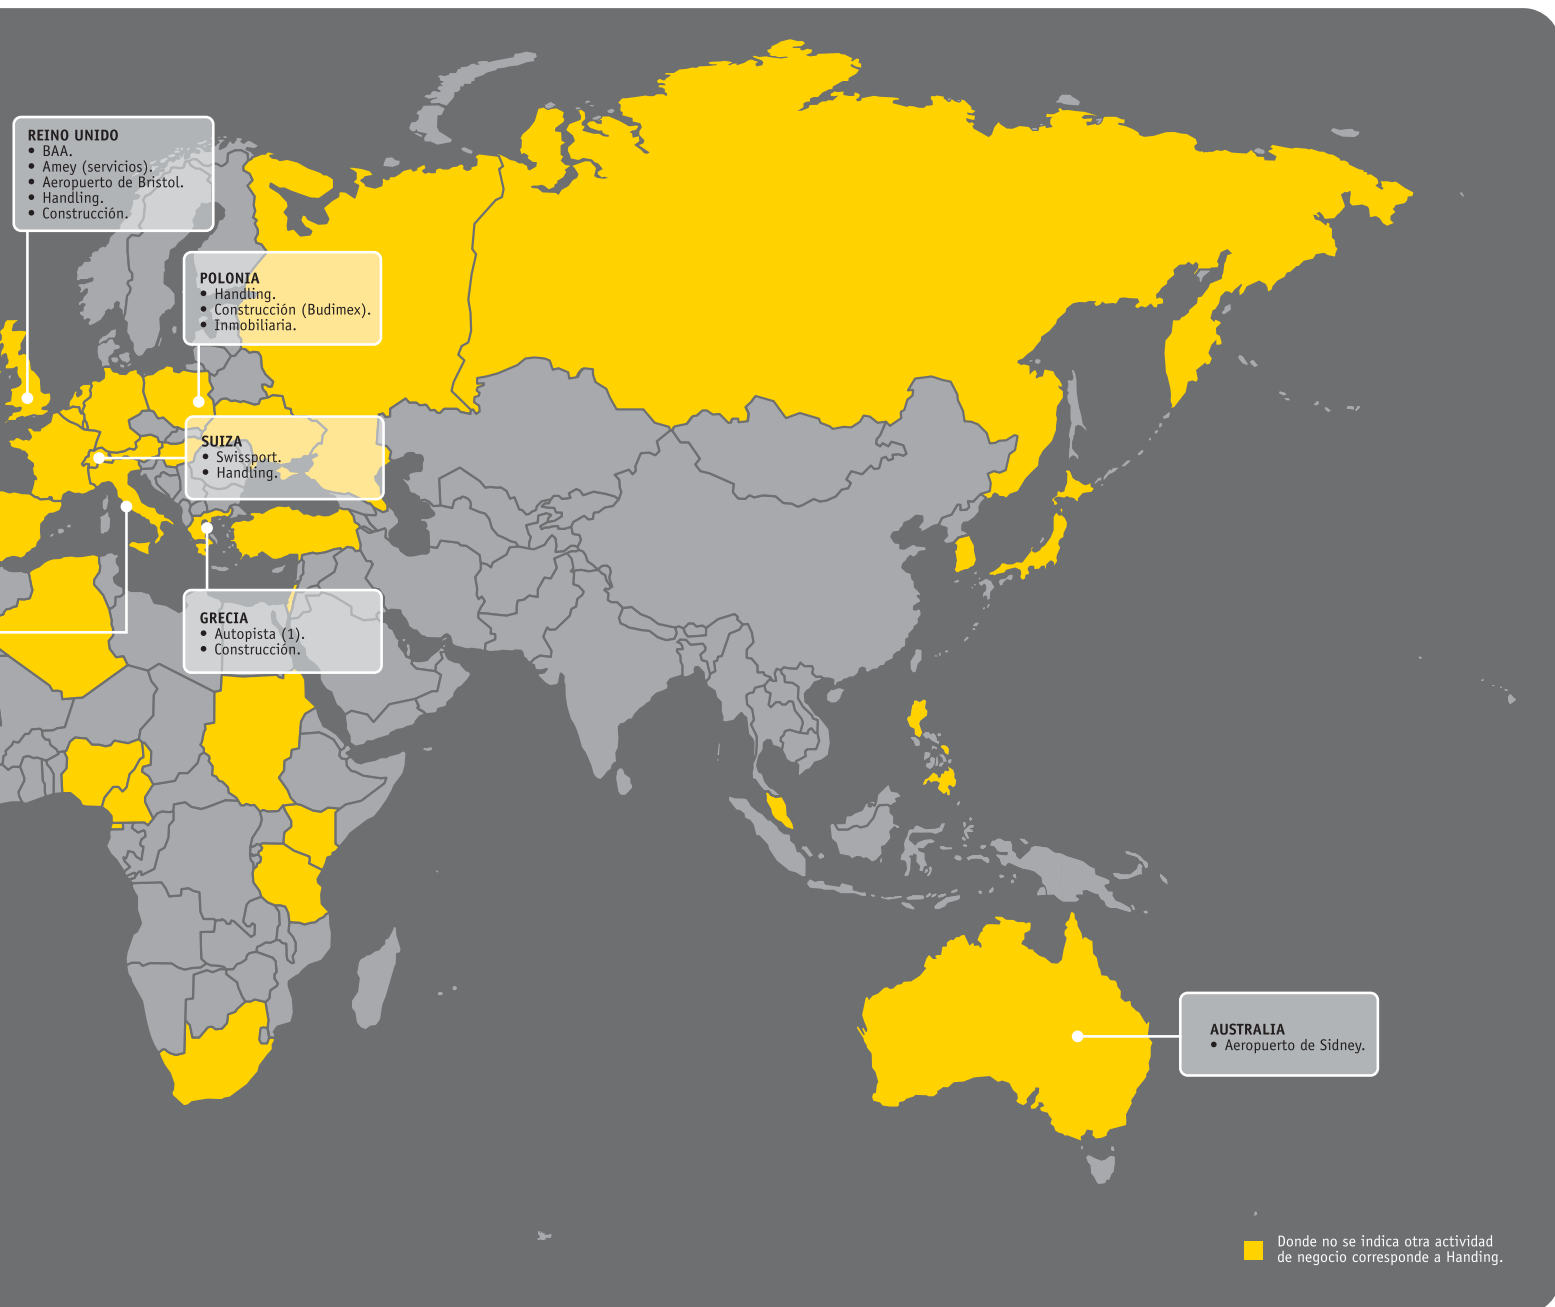 REINO UNIDO
• BAA.
• Amey (servicios).
• Aeropuerto de Bristol.
• Handling.
• Construcción.
POLONIA
• Handling.
• Construcción (Budimex).
• Inmobiliaria.
SUIZA
• Swissport.
• Handling.
GRECIA
• Autopista (1).
• Construcción.
AUSTRALIA
• Aeropuerto de Sidney.
Donde no se indica otra actividad
de negocio corresponde a Handing.